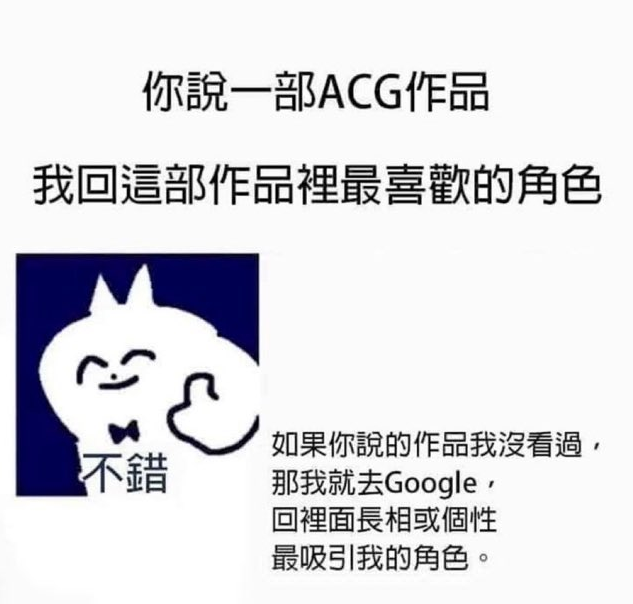 你說一部ACG作品
我回這部作品裡最喜歡的角色
不錯
如果你說的作品我沒看過，
那我就去Google，
回裡面長相或個性
最吸引我的角色。